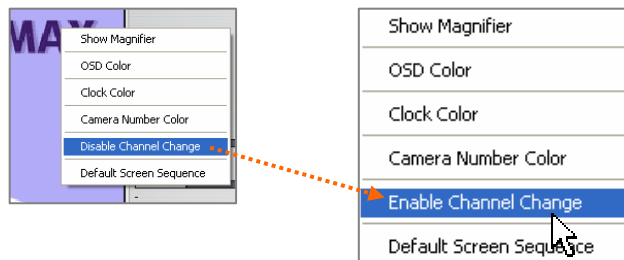 MAX
Show Magnifier
OSD Color
Clock Color
Camera Number Color
Disable Channel Change
Default Screen Sequence
Show Magnifier
OSD Color
Clock Color
Camera Number Color
Enable Channel Change
Default Screen Sequence